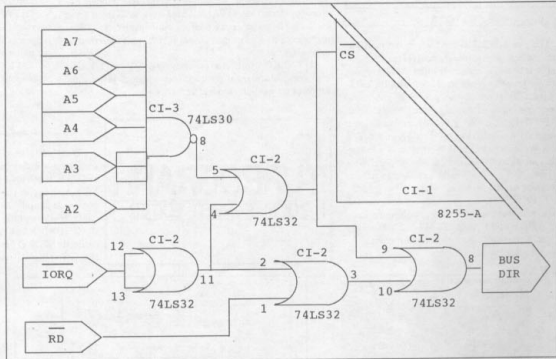 A7
A6
A5
A4
A3
A2
CI-3
74LS30
8
CS
CI-2
5
4
74LS32
CI-1
8255-A
12
CI-2
13
11
74LS32
IORQ
CI-2
2
1
3
74LS32
CI-2
9
10
8
74LS32
BUS
DIR
RD